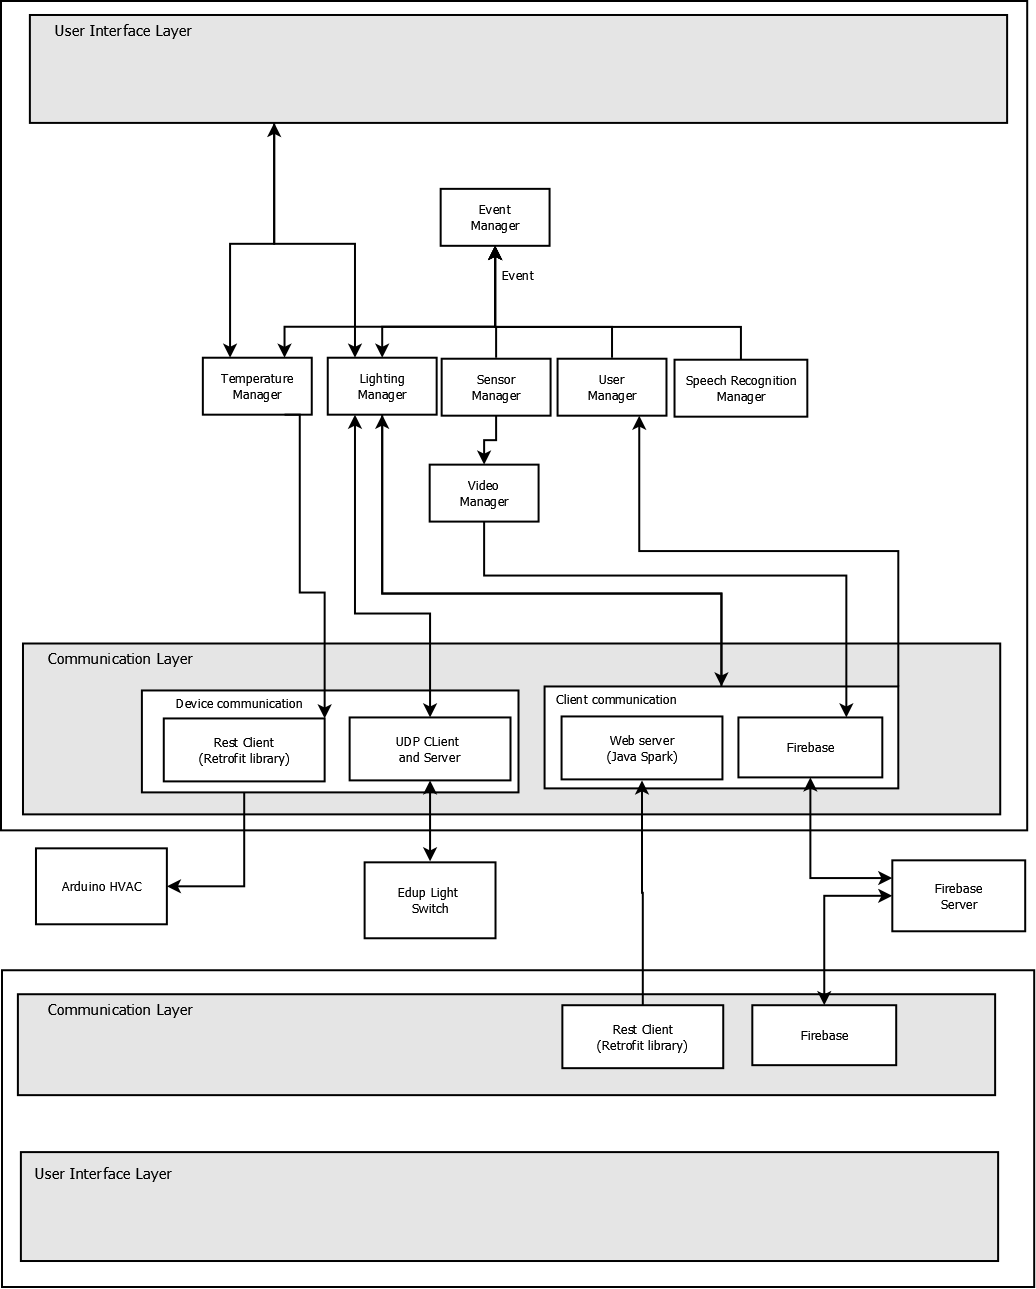 User Interface Layer
Event
Manager
Event
Temperature
Manager
Lighting
Manager
Sensor
Manager
User
Manager
Speech Recognition
Manager
Video
Manager
Communication Layer
Device communication
Rest Client
(Retrofit library)
UDP CLient
and Server
Client communication
Web server
(Java Spark)
Firebase
Arduino HVAC
Edup Light
Switch
Firebase
Server
Communication Layer
Rest Client
(Retrofit library)
Firebase
User Interface Layer